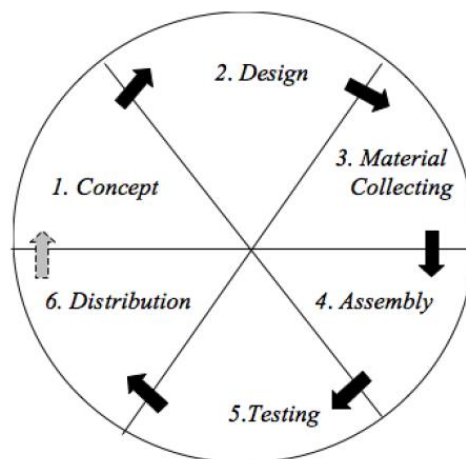 1. Concept
2. Design
3. Material
Collecting
4. Assembly
5.Testing
6. Distribution